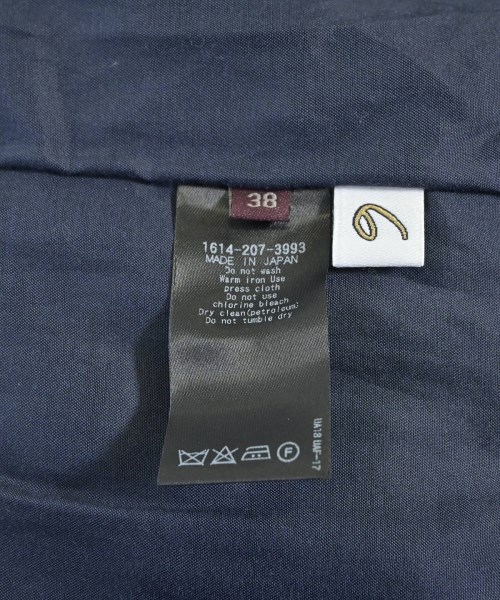 38
6
1614-207-3993
MADE IN JAPAN
Do not wash
Warm iron Use
press cloth
Do not use
chlorine bleach
Dry clean(petroleum)
Do not tumble dry
F